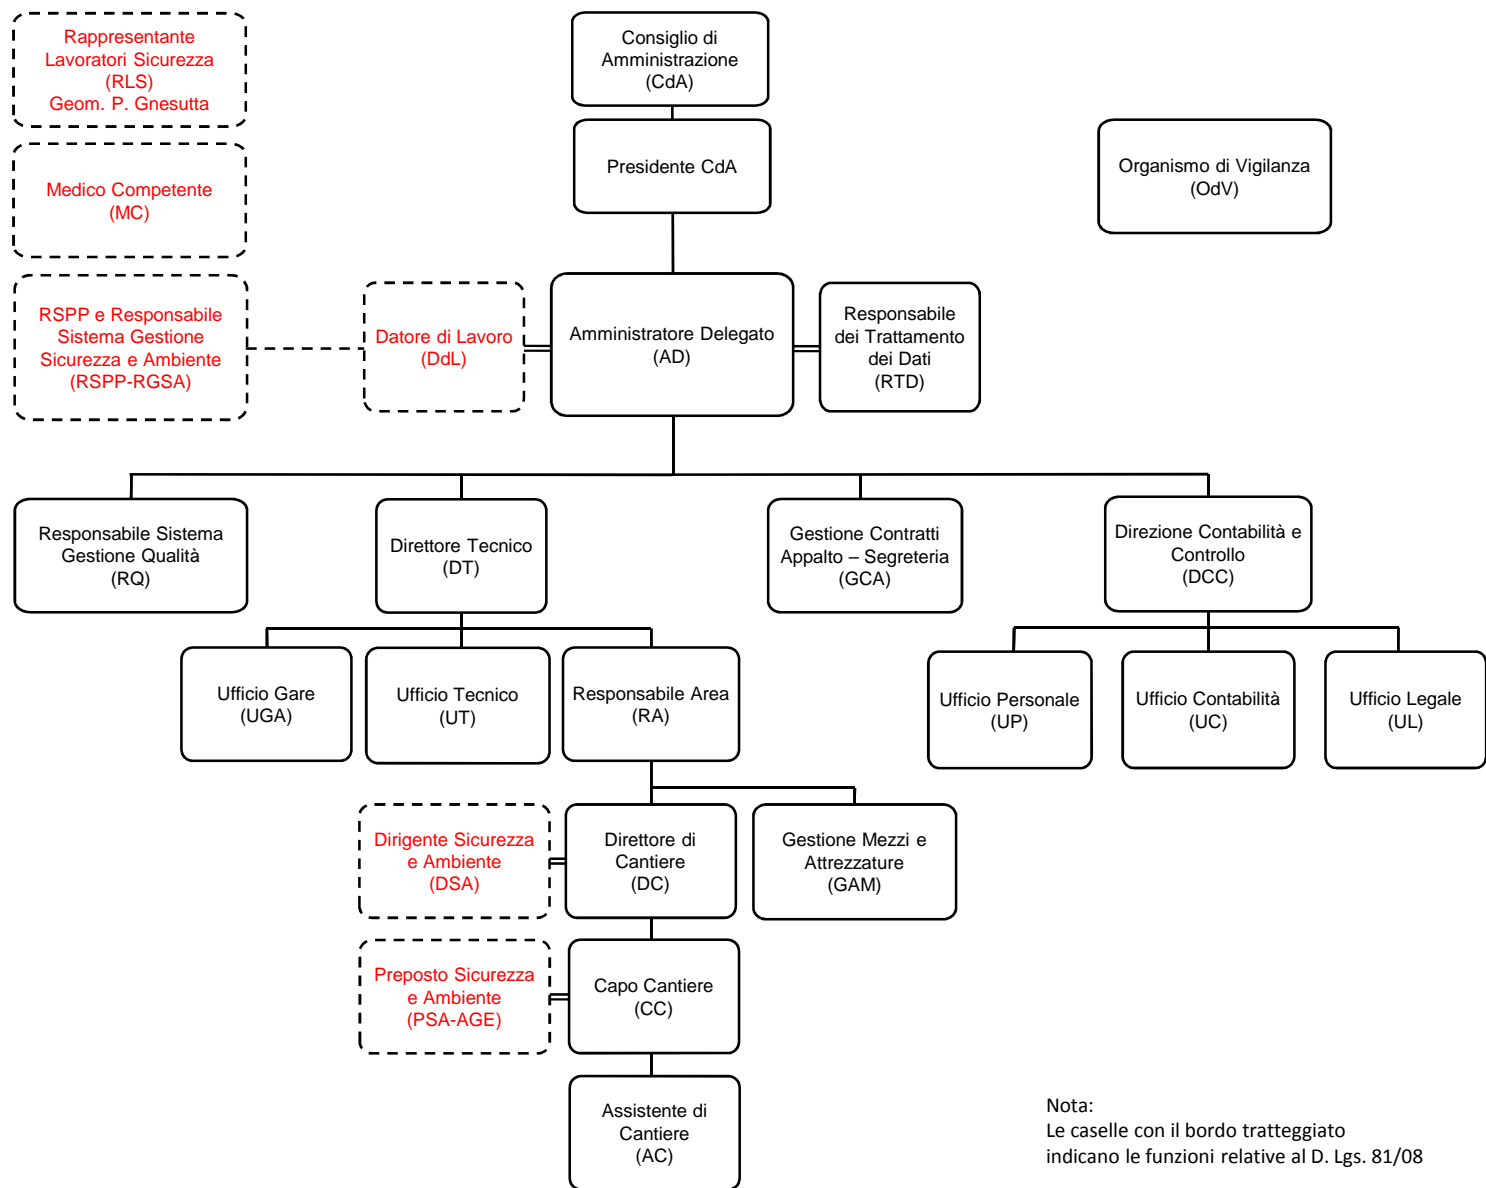 Rappresentante
Lavoratori Sicurezza
(RLS)
Geom. P. Gnesutta
Consiglio di
Amministrazione
(CdA)
Presidente CdA
Organismo di Vigilanza
(OdV)
Medico Competente
(MC)
RSPP e Responsabile
Sistema Gestione
Sicurezza e Ambiente
(RSPP-RGSA)
Datore di Lavoro
(DdL)
Amministratore Delegato
(AD)
Responsabile
dei Trattamento
dei Dati
(RTD)
Responsabile Sistema
Gestione Qualità
(RQ)
Direttore Tecnico
(DT)
Gestione Contratti
Appalto – Segreteria
(GCA)
Direzione Contabilità e
Controllo
(DCC)
Ufficio Gare
(UGA)
Ufficio Tecnico
(UT)
Responsabile Area
(RA)
Ufficio Personale
(UP)
Ufficio Contabilità
(UC)
Ufficio Legale
(UL)
Dirigente Sicurezza
e Ambiente
(DSA)
Direttore di
Cantiere
(DC)
Gestione Mezzi e
Attrezzature
(GAM)
Preposto Sicurezza
e Ambiente
(PSA-AGE)
Capo Cantiere
(CC)
Assistente di
Cantiere
(AC)
Nota:
Le caselle con il bordo tratteggiato
indicano le funzioni relative al D. Lgs. 81/08